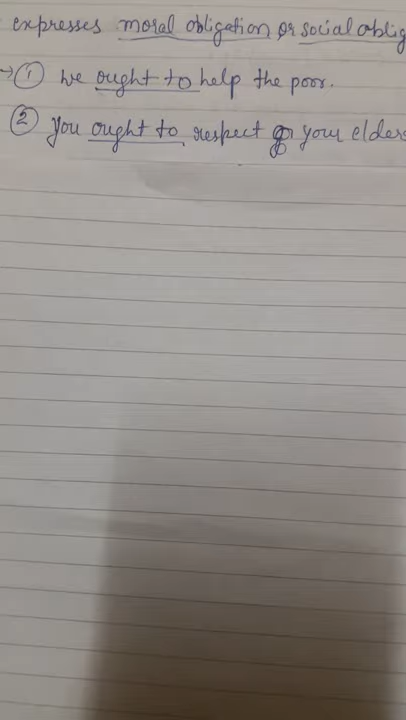 expresses moral obligation or social oblig
→① We ought to help the poor.
② You ought to respect your elders